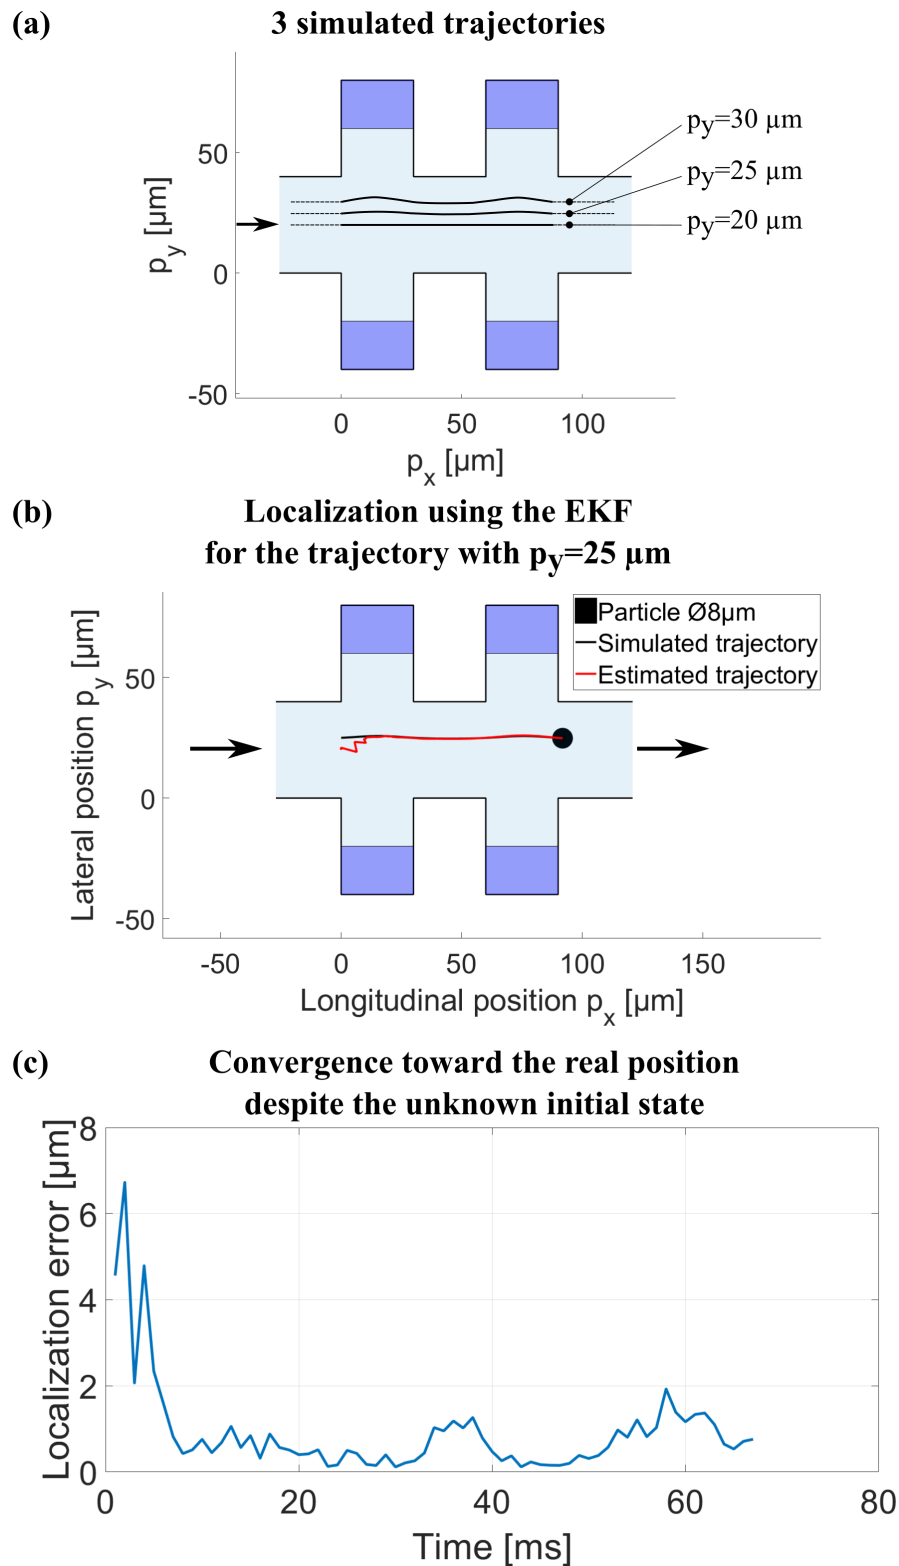 (a)
3 simulated trajectories
p_y [µm]
50
0
-50
p_y=30 µm
p_y=25 µm
p_y=20 µm
0 50 100
p_x [µm]
(b)
Localization using the EKF
for the trajectory with p_y=25 µm
Lateral position p_y [µm]
50
0
-50
Particle Ø8µm
Simulated trajectory
Estimated trajectory
-50 0 50 100 150
Longitudinal position p_x [µm]
(c)
Convergence toward the real position
despite the unknown initial state
Localization error [µm]
8
6
4
2
0
0 20 40 60 80
Time [ms]